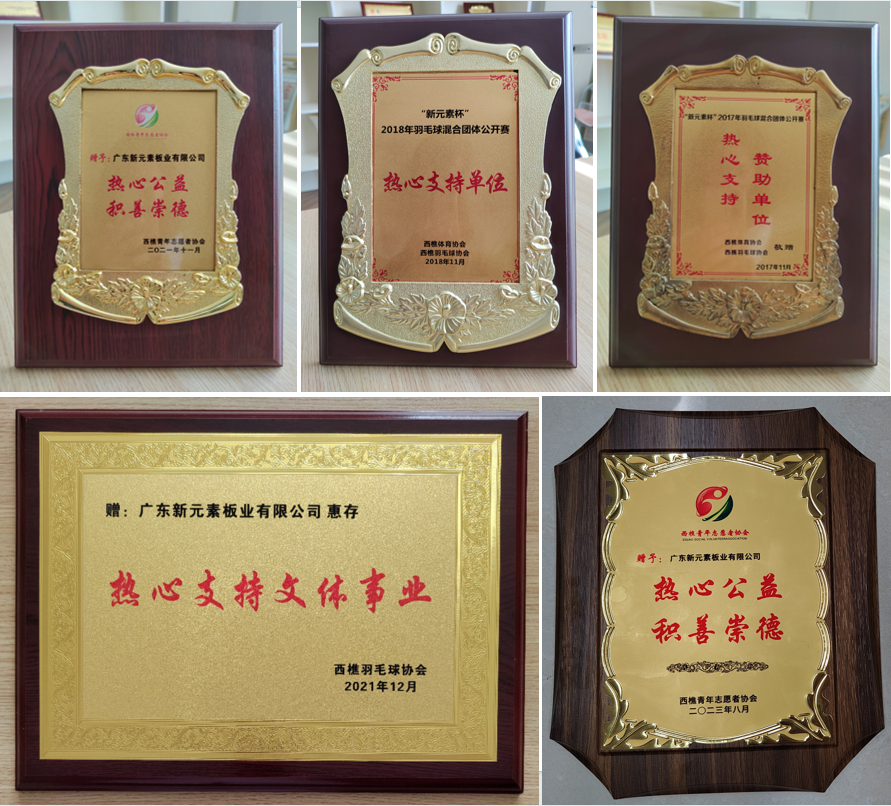 西樵青年志愿者协会
赠予：广东新元素板业有限公司
热心公益
积善崇德
西樵青年志愿者协会
二〇二一年十一月
“新元素杯”
2018年羽毛球混合团体公开赛
热心支持单位
西樵体育协会
西樵羽毛球协会
2018年11月
“新元素杯”2017年羽毛球混合团体公开赛
热心支持
赞助单位
西樵体育协会
西樵羽毛球协会
敬赠
2017年11月
赠：广东新元素板业有限公司 惠存
热心支持文体事业
西樵羽毛球协会
2021年12月
西樵青年志愿者协会
赠予：广东新元素板业有限公司
热心公益
积善崇德
西樵青年志愿者协会
二〇二三年八月